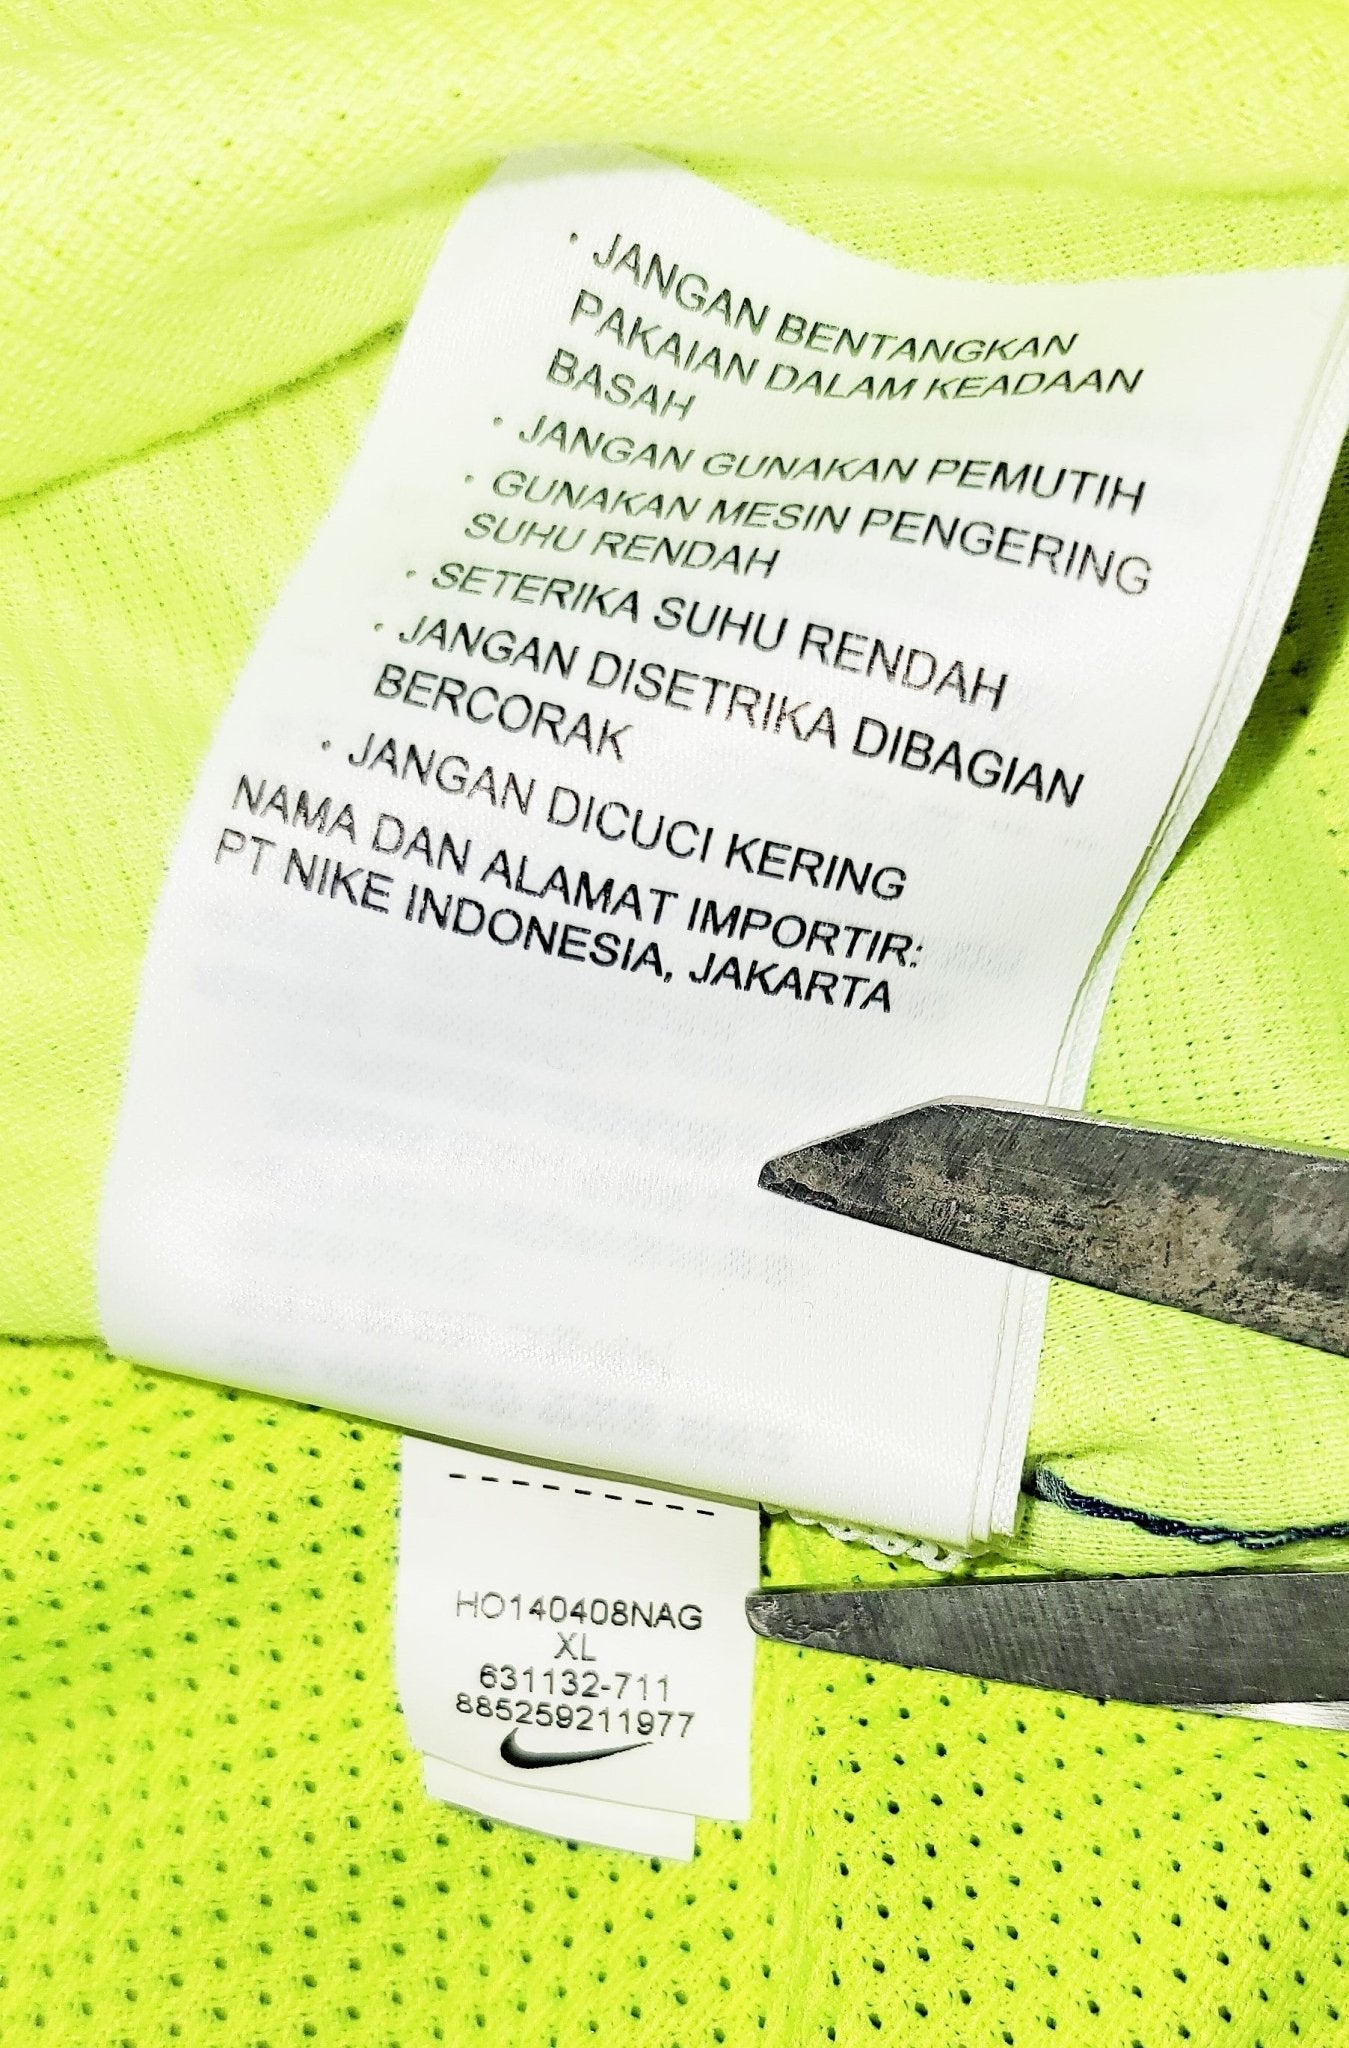 · JANGAN BENTANGKAN
PAKAIAN DALAM KEADAAN
BASAH
· JANGAN GUNAKAN PEMUTIH
· GUNAKAN MESIN PENGERING
SUHU RENDAH
· SETERIKA SUHU RENDAH
· JANGAN DISETRIKA DIBAGIAN
BERCORAK
· JANGAN DICUCI KERING
NAMA DAN ALAMAT IMPORTIR:
PT NIKE INDONESIA, JAKARTA
HO140408NAG
XL
631132-711
885259211977